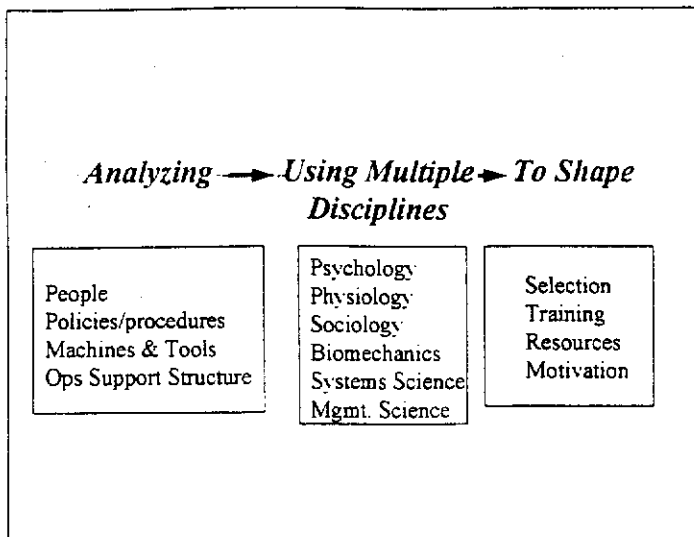 Analyzing → Using Multiple → To Shape
Disciplines
People
Policies/procedures
Machines & Tools
Ops Support Structure
Psychology
Physiology
Sociology
Biomechanics
Systems Science
Mgmt. Science
Selection
Training
Resources
Motivation